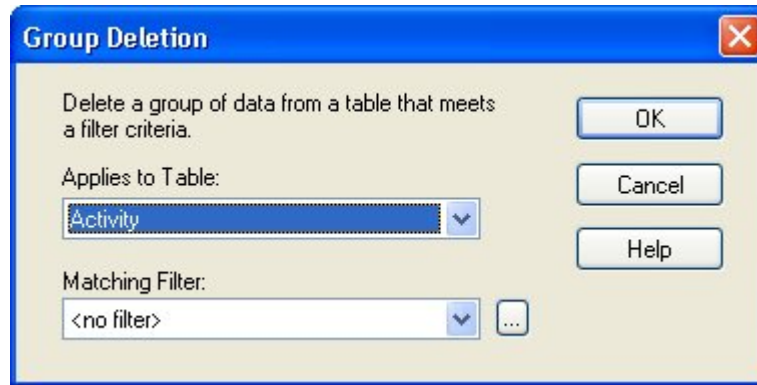 Group Deletion
Delete a group of data from a table that meets
a filter criteria.
OK
Applies to Table:
Cancel
Activity
Help
Matching Filter:
<no filter>
...